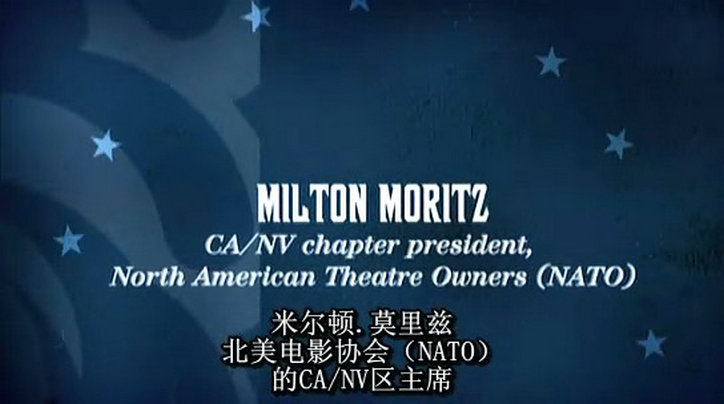 MILTON MORITZ
CA/NV chapter president,
North American Theatre Owners (NATO)
米尔顿.莫里兹
北美电影协会（NATO）
的CA/NV区主席